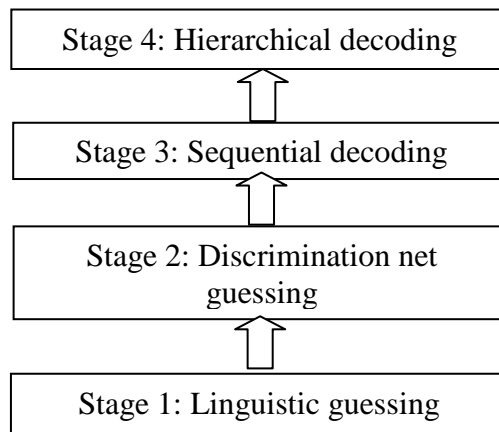 Stage 4: Hierarchical decoding
Stage 3: Sequential decoding
Stage 2: Discrimination net
guessing
Stage 1: Linguistic guessing